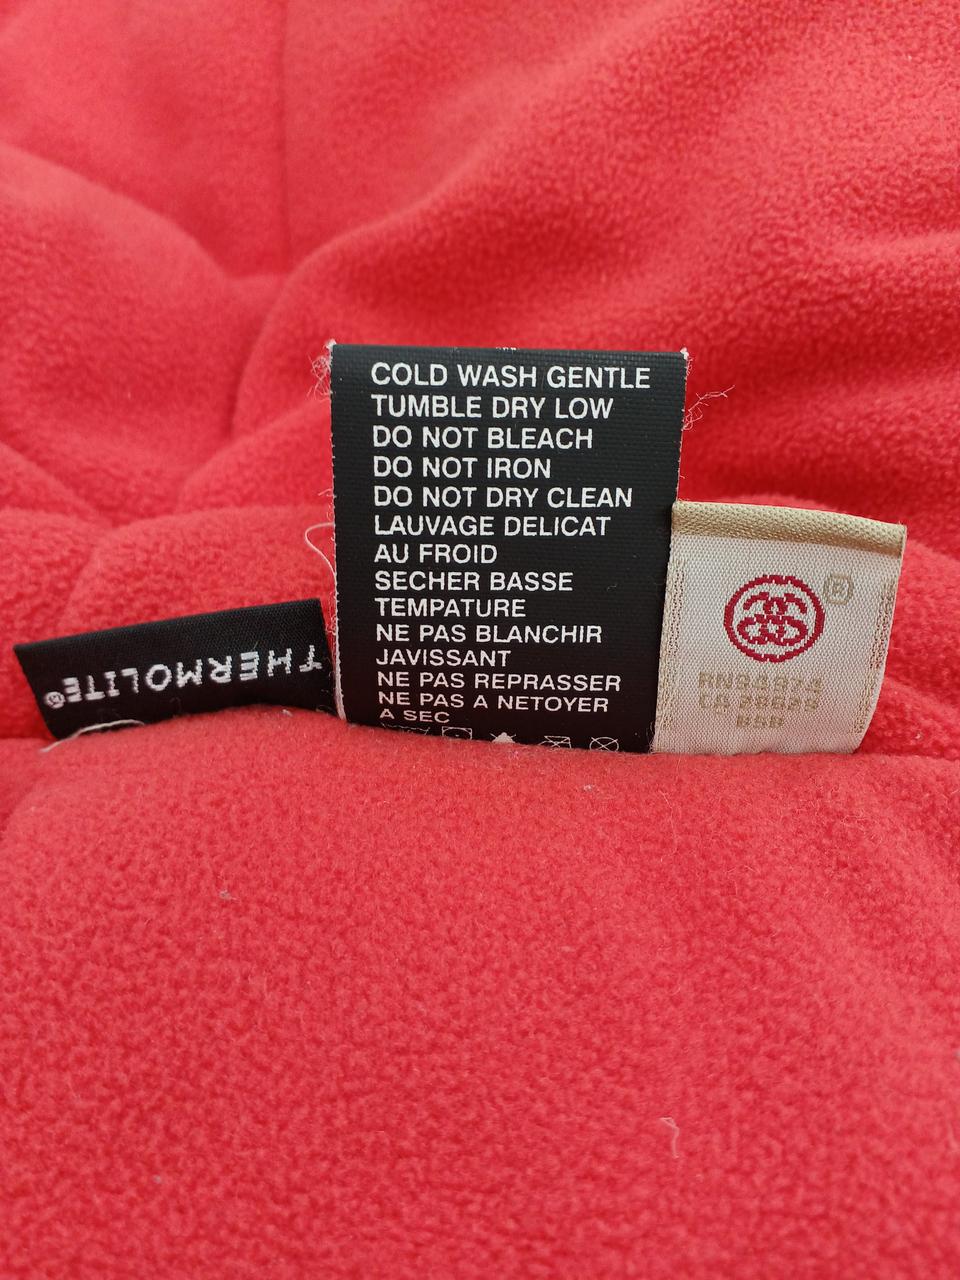 COLD WASH GENTLE
TUMBLE DRY LOW
DO NOT BLEACH
DO NOT IRON
DO NOT DRY CLEAN
LAUVAGE DELICAT
AU FROID
SECHER BASSE
TEMPATURE
NE PAS BLANCHIR
JAVISSANT
NE PAS REPRASSER
NE PAS A NETOYER
A SEC
THERMOLITE®
®